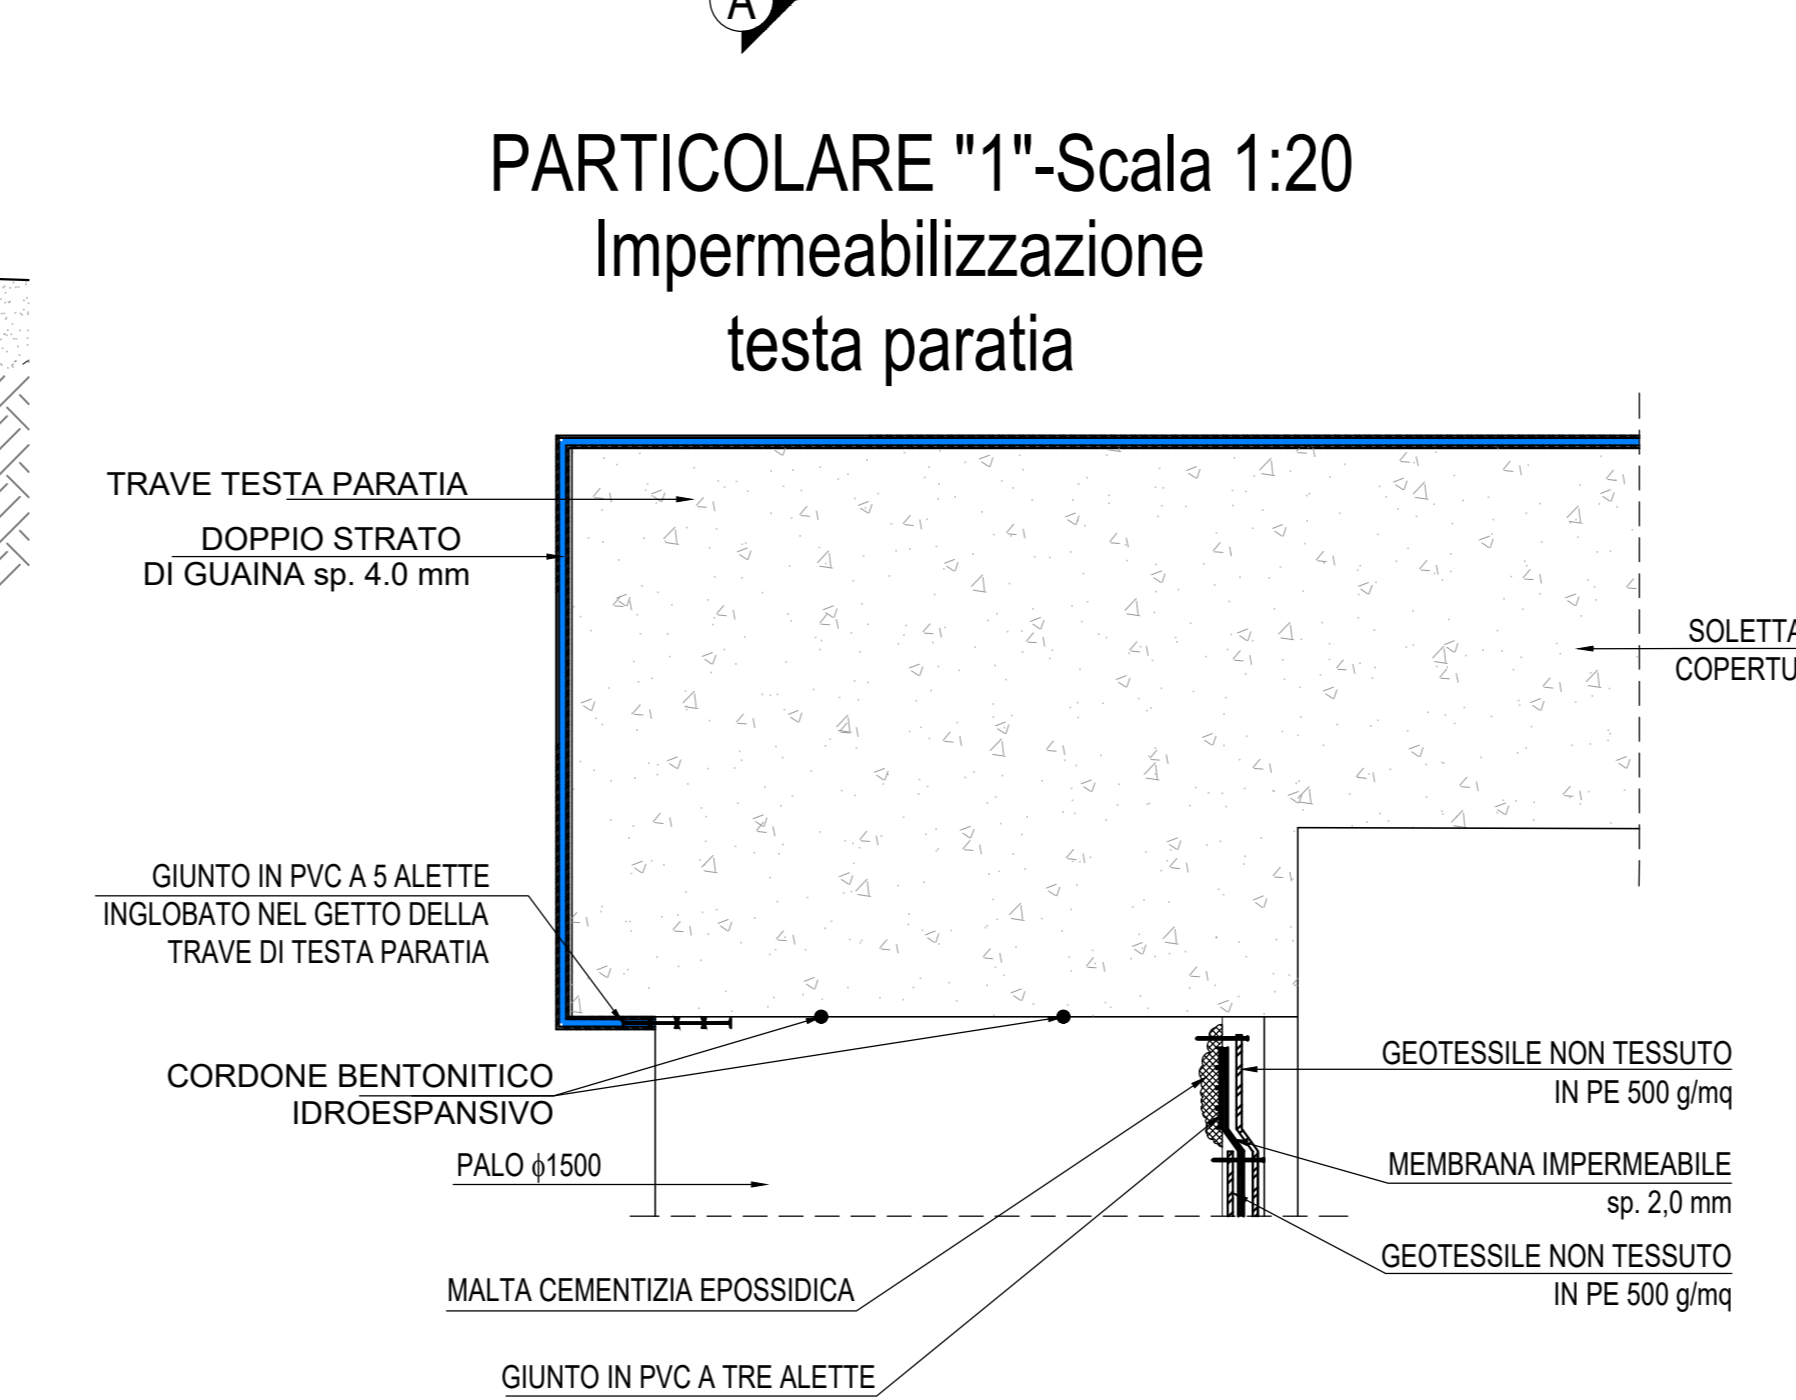 A
PARTICOLARE "1"-Scala 1:20
Impermeabilizzazione
testa paratia
TRAVE TESTA PARATIA
DOPPIO STRATO
DI GUAINA sp. 4.0 mm
SOLETTA
COPERTU
GIUNTO IN PVC A 5 ALETTE
INGLOBATO NEL GETTO DELLA
TRAVE DI TESTA PARATIA
CORDONE BENTONITICO
IDROESPANSIVO
PALO ϕ1500
GEOTESSILE NON TESSUTO
IN PE 500 g/mq
MEMBRANA IMPERMEABILE
sp. 2,0 mm
GEOTESSILE NON TESSUTO
IN PE 500 g/mq
MALTA CEMENTIZIA EPOSSIDICA
GIUNTO IN PVC A TRE ALETTE